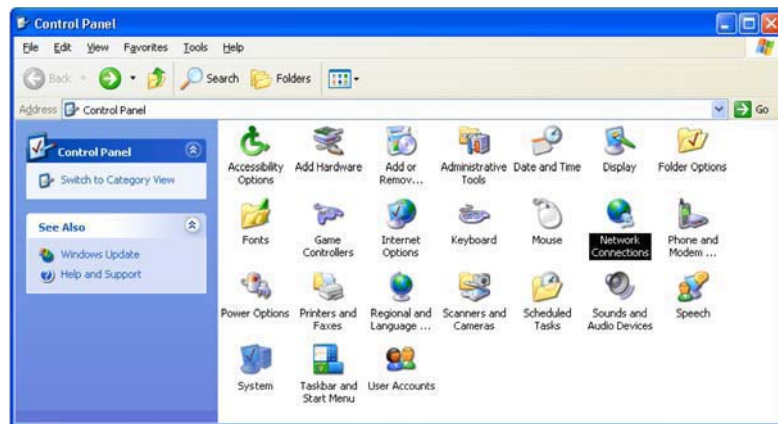 Control Panel
File Edit View Favorites Tools Help
Back Search Folders
Address Control Panel Go
Control Panel
Switch to Category View
See Also
Windows Update
Help and Support
Accessibility Options
Add Hardware
Add or Remov...
Administrative Tools
Date and Time
Display
Folder Options
Fonts
Game Controllers
Internet Options
Keyboard
Mouse
Network Connections
Phone and Modem ...
Power Options
Printers and Faxes
Regional and Language ...
Scanners and Cameras
Scheduled Tasks
Sounds and Audio Devices
Speech
System
Taskbar and Start Menu
User Accounts